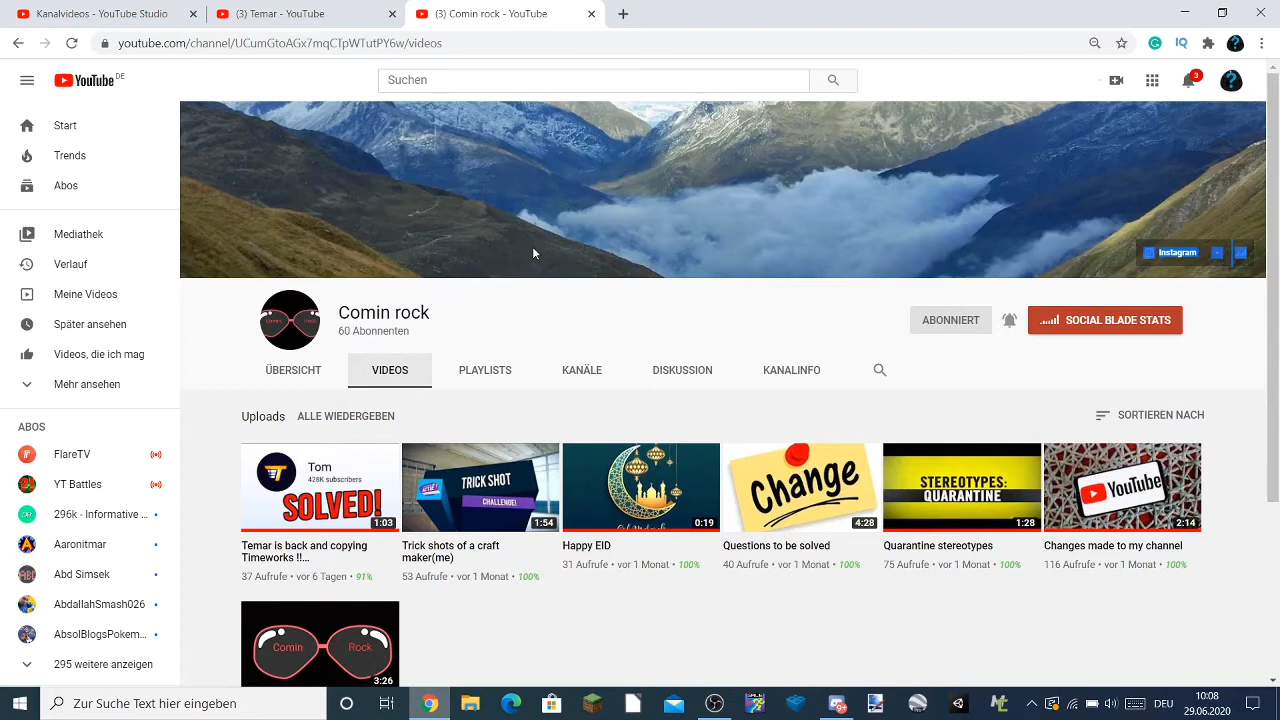 Kanalvideos - YouTube Studio
(3) YouTube
(3) Comin rock - YouTube
youtube.com/channel/UCumGtoAGx7mqCTpWTutPY6w/videos
YouTube DE
Suchen
3
Start
Trends
Abos
Mediathek
Verlauf
Meine Videos
Später ansehen
Videos, die ich mag
Mehr ansehen
ABOS
FlareTV
YT Battles
296k - Informative ...
Aaronitmar
Abd Simsek
AbdallahSmash026
AbsolBlogsPokem...
295 weitere anzeigen
Instagram
Comin rock
60 Abonnenten
ABONNIERT
SOCIAL BLADE STATS
ÜBERSICHT
VIDEOS
PLAYLISTS
KANÄLE
DISKUSSION
KANALINFO
Uploads
ALLE WIEDERGEBEN
SORTIEREN NACH
Tom
428K subscribers
SOLVED!
1:03
Temar is back and copying
Timeworks !!...
37 Aufrufe • vor 6 Tagen • 91%
TRICK SHOT
CHALLENGE!
1:54
Trick shots of a craft
maker(me)
53 Aufrufe • vor 1 Monat • 100%
0:19
Happy EID
31 Aufrufe • vor 1 Monat • 100%
Change
4:28
Questions to be solved
40 Aufrufe • vor 1 Monat • 100%
STEREOTYPES:
QUARANTINE
1:28
Quarantine stereotypes
75 Aufrufe • vor 1 Monat • 100%
YouTube
2:14
Changes made to my channel
116 Aufrufe • vor 1 Monat • 100%
Comin Rock
3:26
Zur Suche Text hier eingeben
DEU
10:08
29.06.2020